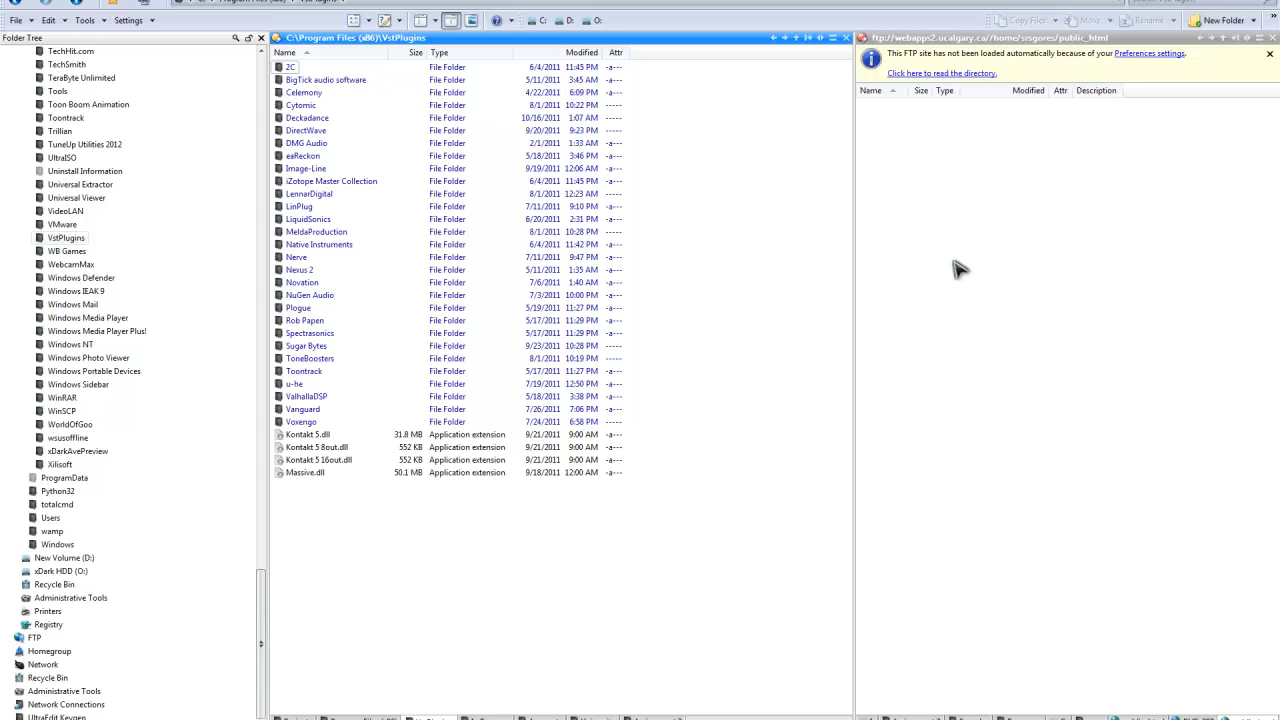 File Edit Tools Settings C: D: O: Copy Files Move Rename New Folder
Folder Tree
TechHit.com
TechSmith
TeraByte Unlimited
Tools
Toon Boom Animation
Toontrack
Trillian
TuneUp Utilities 2012
UltraISO
Uninstall Information
Universal Extractor
Universal Viewer
VideoLAN
VMware
VstPlugins
WB Games
WebcamMax
Windows Defender
Windows IEAK 9
Windows Mail
Windows Media Player
Windows Media Player Plus!
Windows NT
Windows Photo Viewer
Windows Portable Devices
Windows Sidebar
WinRAR
WinSCP
WorldOfGoo
wsusoffline
xDarkAvePreview
Xilisoft
ProgramData
Python32
totalcmd
Users
wamp
Windows
New Volume (D:)
xDark HDD (O:)
Recycle Bin
Administrative Tools
Printers
Registry
FTP
Homegroup
Network
Recycle Bin
Administrative Tools
Network Connections
UltraEdit Keygen
C:\Program Files (x86)\VstPlugins
Name Size Type Modified Attr
2C File Folder 6/4/2011 11:45 PM -a---
BigTick audio software File Folder 5/11/2011 3:45 AM -a---
Celemony File Folder 4/22/2011 6:09 PM -a---
Cytomic File Folder 8/1/2011 10:22 PM -----
Deckadance File Folder 10/16/2011 1:07 AM -----
DirectWave File Folder 9/20/2011 9:23 PM -----
DMG Audio File Folder 2/1/2011 1:33 AM -a---
eaReckon File Folder 5/18/2011 3:46 PM -a---
Image-Line File Folder 9/19/2011 12:06 AM -a---
iZotope Master Collection File Folder 6/4/2011 11:45 PM -a---
LennarDigital File Folder 8/1/2011 12:23 AM -----
LinPlug File Folder 7/11/2011 9:10 PM -a---
LiquidSonics File Folder 6/20/2011 2:31 PM -a---
MeldaProduction File Folder 8/1/2011 10:28 PM -----
Native Instruments File Folder 6/4/2011 11:42 PM -a---
Nerve File Folder 7/11/2011 9:47 PM -a---
Nexus 2 File Folder 5/11/2011 1:35 AM -a---
Novation File Folder 7/6/2011 1:40 AM -a---
NuGen Audio File Folder 7/3/2011 10:00 PM -a---
Plogue File Folder 5/19/2011 11:27 PM -a---
Rob Papen File Folder 5/17/2011 11:29 PM -a---
Spectrasonics File Folder 5/17/2011 11:29 PM -a---
Sugar Bytes File Folder 9/23/2011 10:28 PM -----
ToneBoosters File Folder 8/1/2011 10:19 PM -----
Toontrack File Folder 5/17/2011 11:27 PM -a---
u-he File Folder 7/19/2011 12:50 PM -a---
ValhallaDSP File Folder 5/18/2011 3:38 PM -a---
Vanguard File Folder 7/26/2011 7:06 PM -a---
Voxengo File Folder 7/24/2011 6:58 PM -----
Kontakt 5.dll 31.8 MB Application extension 9/21/2011 9:00 AM -a---
Kontakt 5 8out.dll 552 KB Application extension 9/21/2011 9:00 AM -a---
Kontakt 5 16out.dll 552 KB Application extension 9/21/2011 9:00 AM -a---
Massive.dll 50.1 MB Application extension 9/18/2011 12:00 AM -a---
ftp://webapps2.ucalgary.ca//home/srsgores/public_html
This FTP site has not been loaded automatically because of your Preferences settings.
Click here to read the directory.
Name Size Type Modified Attr Description